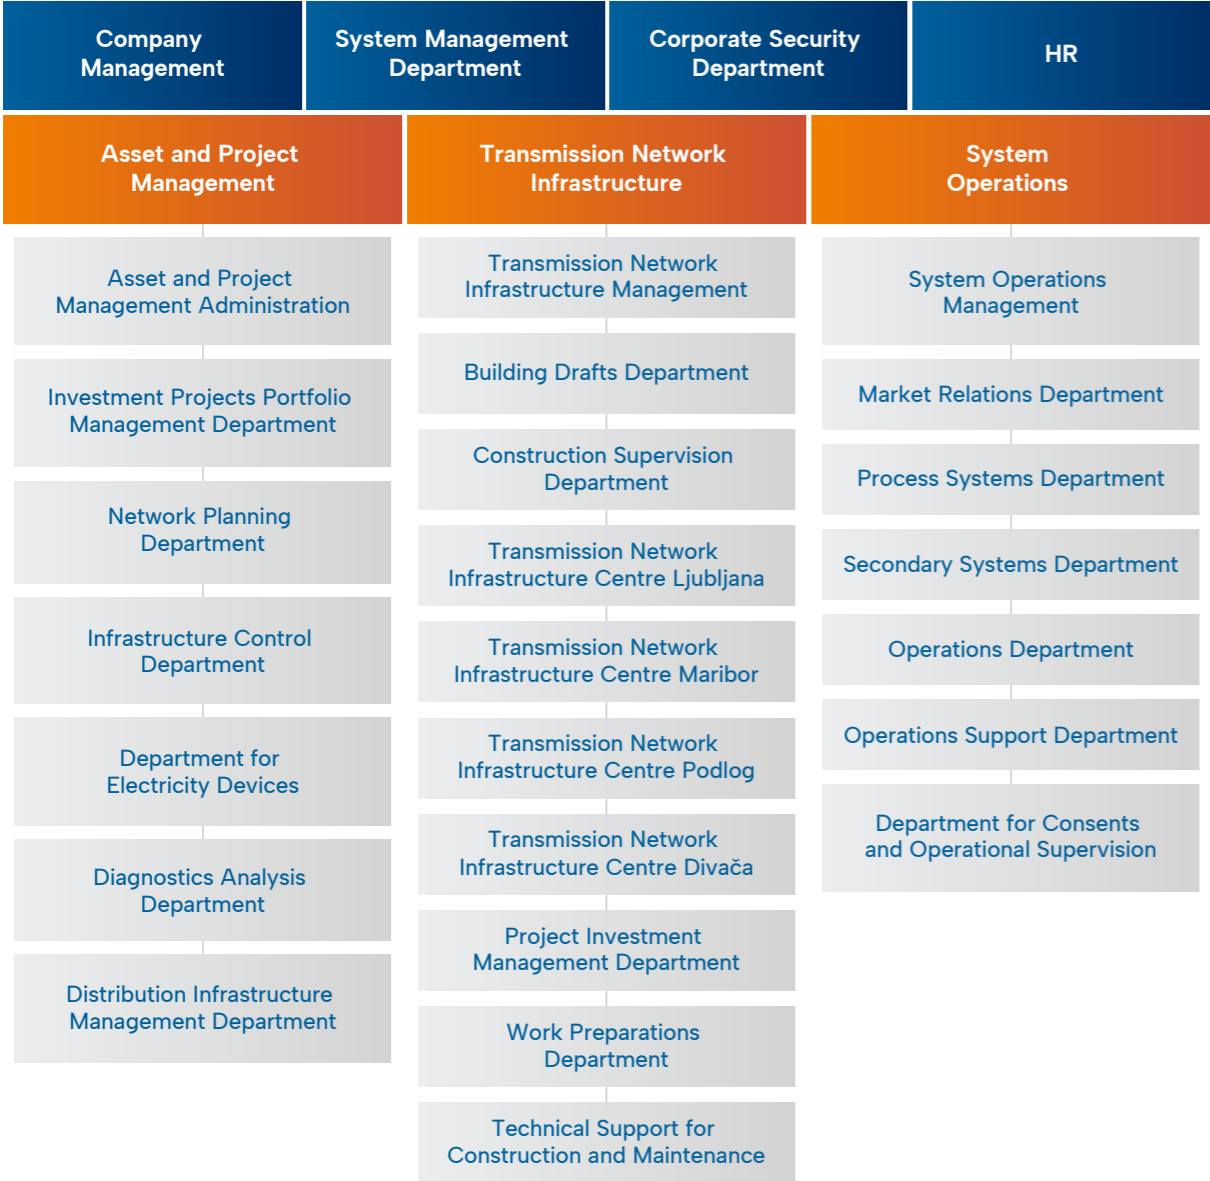 Company
Management
System Management
Department
Corporate Security
Department
HR
Asset and Project
Management
Asset and Project
Management Administration
Investment Projects Portfolio
Management Department
Network Planning
Department
Infrastructure Control
Department
Department for
Electricity Devices
Diagnostics Analysis
Department
Distribution Infrastructure
Management Department
Transmission Network
Infrastructure
Transmission Network
Infrastructure Management
Building Drafts Department
Construction Supervision
Department
Transmission Network
Infrastructure Centre Ljubljana
Transmission Network
Infrastructure Centre Maribor
Transmission Network
Infrastructure Centre Podlog
Transmission Network
Infrastructure Centre Divača
Project Investment
Management Department
Work Preparations
Department
Technical Support for
Construction and Maintenance
System
Operations
System Operations
Management
Market Relations Department
Process Systems Department
Secondary Systems Department
Operations Department
Operations Support Department
Department for Consents
and Operational Supervision